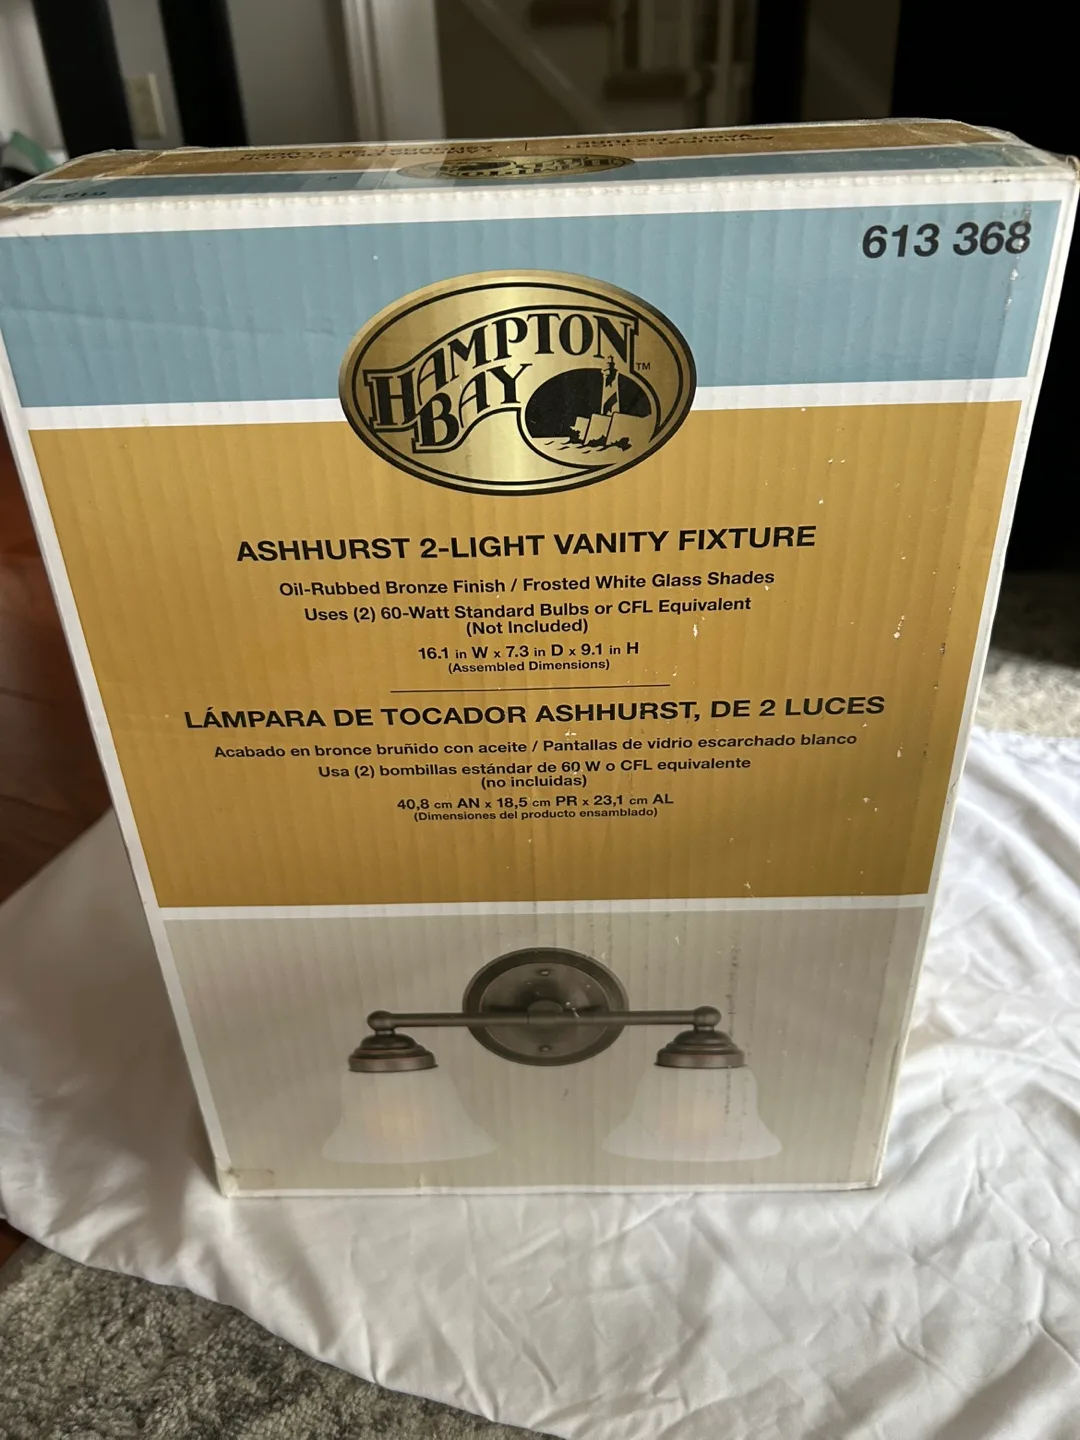 613 368
HAMPTON
BAY
TM
ASHHURST 2-LIGHT VANITY FIXTURE
Oil-Rubbed Bronze Finish / Frosted White Glass Shades
Uses (2) 60-Watt Standard Bulbs or CFL Equivalent
(Not Included)
16.1 in W x 7.3 in D x 9.1 in H
(Assembled Dimensions)
LÁMPARA DE TOCADOR ASHHURST, DE 2 LUCES
Acabado en bronce bruñido con aceite / Pantallas de vidrio escarchado blanco
Usa (2) bombillas estándar de 60 W o CFL equivalente
(no incluidas)
40,8 cm AN x 18,5 cm PR x 23,1 cm AL
(Dimensiones del producto ensamblado)